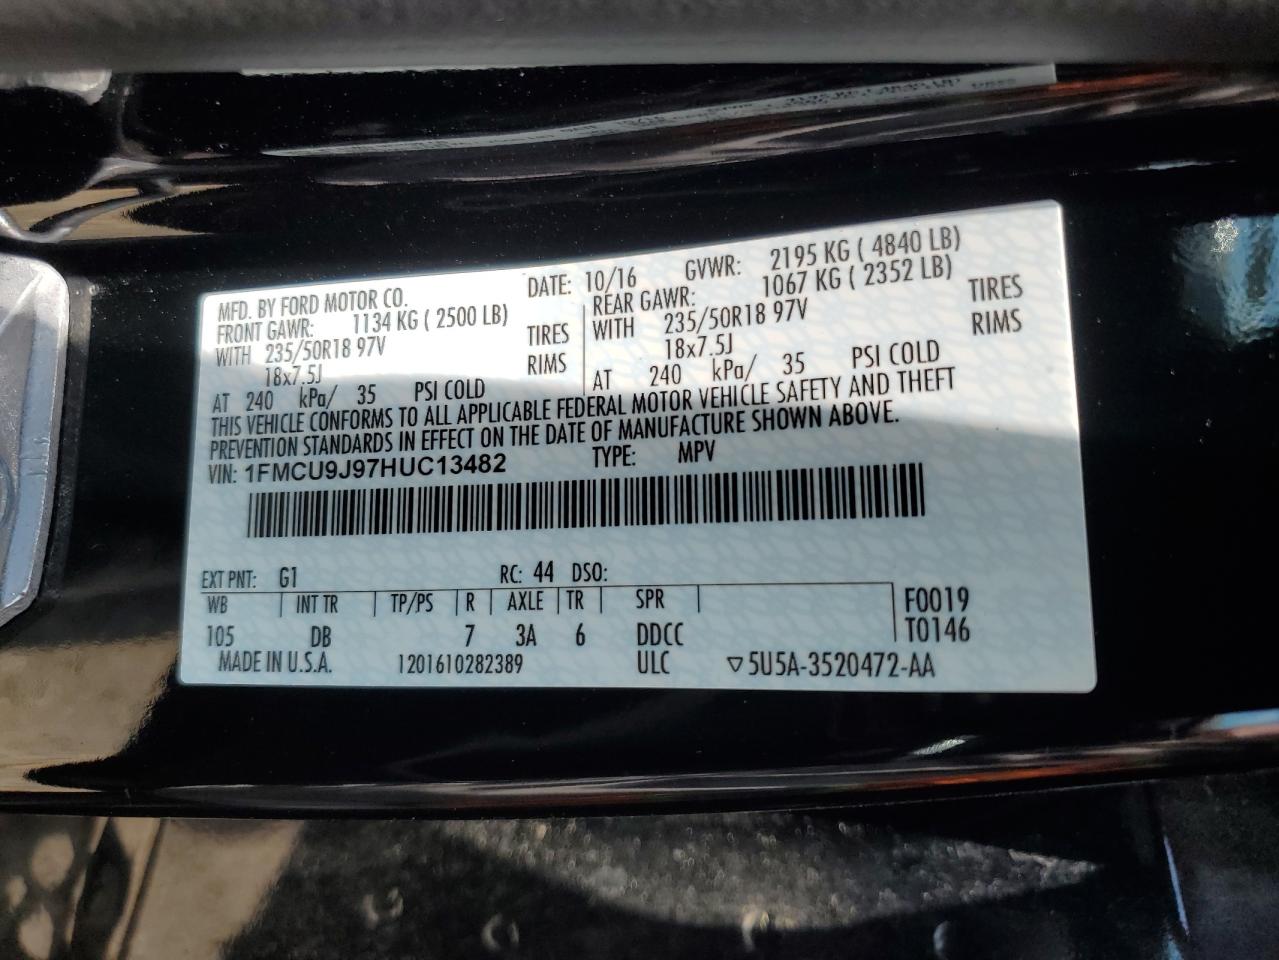 MFD. BY FORD MOTOR CO. DATE: 10/16 GVWR: 2195 KG ( 4840 LB)
FRONT GAWR: 1134 KG ( 2500 LB) REAR GAWR: 1067 KG ( 2352 LB)
WITH 235/50R18 97V TIRES WITH 235/50R18 97V TIRES
18x7.5J RIMS 18x7.5J RIMS
AT 240 kPa/ 35 PSI COLD AT 240 kPa/ 35 PSI COLD
THIS VEHICLE CONFORMS TO ALL APPLICABLE FEDERAL MOTOR VEHICLE SAFETY AND THEFT
PREVENTION STANDARDS IN EFFECT ON THE DATE OF MANUFACTURE SHOWN ABOVE.
VIN: 1FMCU9J97HUC13482 TYPE: MPV
EXT PNT: G1 RC: 44 DSO:
WB INT TR TP/PS R AXLE TR SPR F0019
105 DB 7 3A 6 DDCC T0146
MADE IN U.S.A. 1201610282389 ULC ▽5U5A-3520472-AA